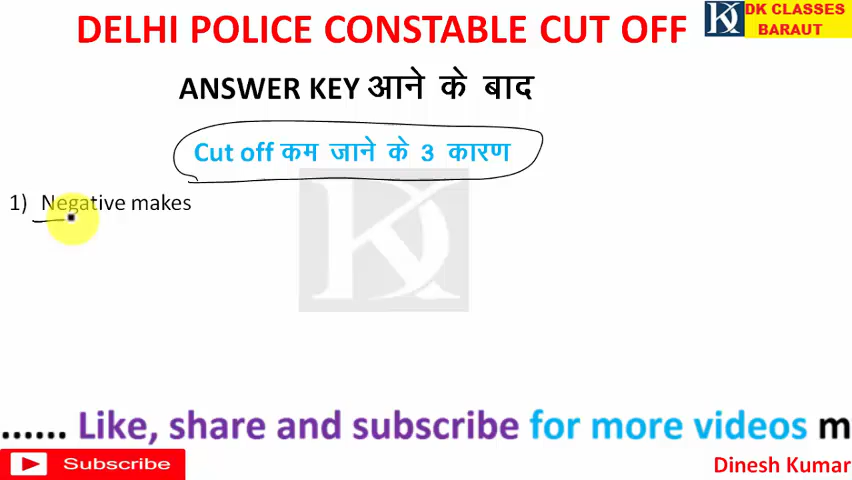 DELHI POLICE CONSTABLE CUT OFF
DK CLASSES
BARAUT
ANSWER KEY आने के बाद
Cut off कम जाने के 3 कारण
1) Negative makes
...... Like, share and subscribe for more videos m
Subscribe
Dinesh Kumar